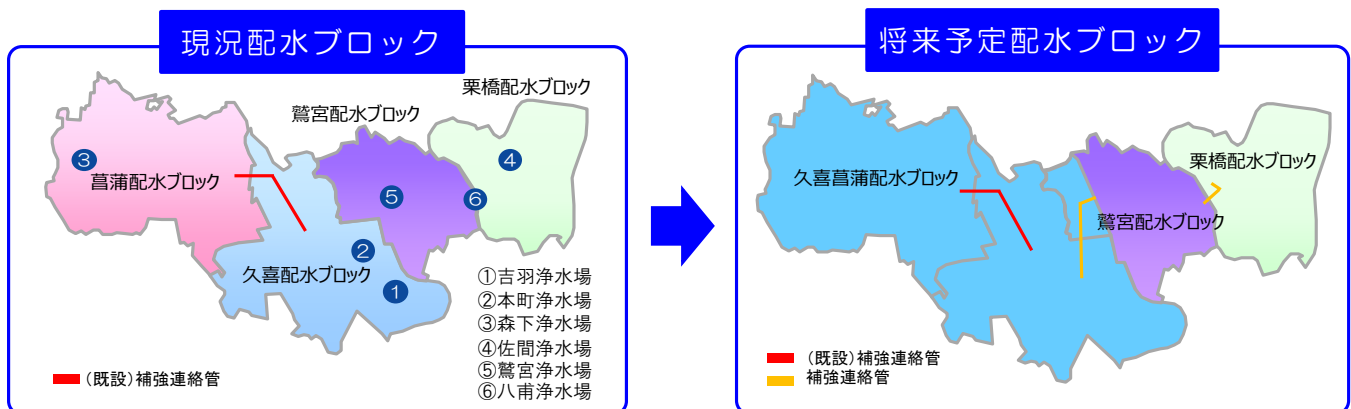 現況配水ブロック
栗橋配水ブロック
鷲宮配水ブロック
③
④
菖蒲配水ブロック
⑤
⑥
②
久喜配水ブロック
①
①吉羽浄水場
②本町浄水場
③森下浄水場
④佐間浄水場
⑤鷲宮浄水場
⑥八甫浄水場
(既設)補強連絡管
将来予定配水ブロック
栗橋配水ブロック
久喜菖蒲配水ブロック
鷲宮配水ブロック
(既設)補強連絡管
補強連絡管